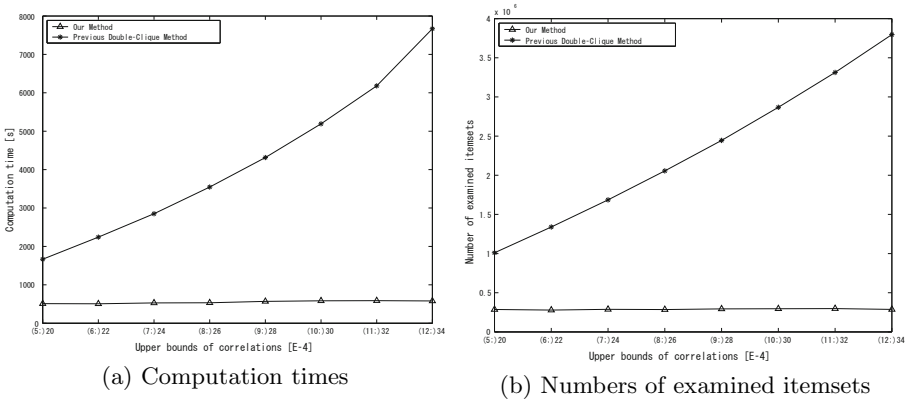 Our Method
Previous Double-Clique Method
8000
7000
6000
5000
4000
3000
2000
1000
0
Computation time [s]
(5:)20 (6:)22 (7:)24 (8:)26 (9:)28 (10:)30 (11:)32 (12:)34
Upper bounds of correlations [E-4]
(a) Computation times
x 10^6
Our Method
Previous Double-Clique Method
4
3.5
3
2.5
2
1.5
1
0.5
0
Number of examined itemsets
(5:)20 (6:)22 (7:)24 (8:)26 (9:)28 (10:)30 (11:)32 (12:)34
Upper bounds of correlations [E-4]
(b) Numbers of examined itemsets